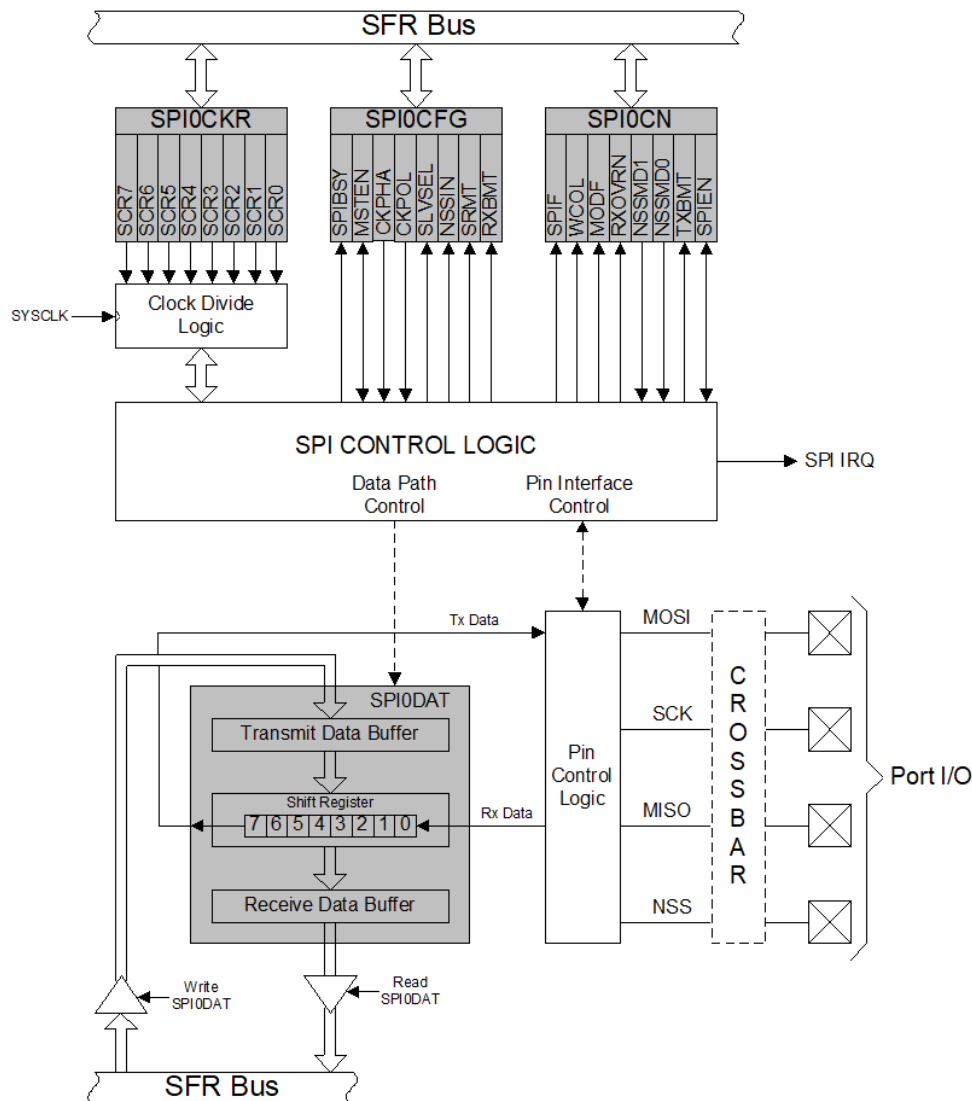 SFR Bus
SPI0CKR
SPI0CFG
SPI0CN
SCR7
SCR6
SCR5
SCR4
SCR3
SCR2
SCR1
SCR0
SPIBSY
MSTEN
CKPHA
CKPOL
SLVSEL
NSSIN
SRMT
RXBMT
SPIF
WCOL
MODF
RXOVRN
NSSMD1
NSSMD0
TXBMT
SPIEN
SYSCLK
Clock Divide
Logic
SPI CONTROL LOGIC
Data Path
Control
Pin Interface
Control
SPI IRQ
Tx Data
MOSI
SPI0DAT
Transmit Data Buffer
SCK
Shift Register
7 6 5 4 3 2 1 0
Rx Data
Pin
Control
Logic
MISO
Receive Data Buffer
NSS
CROSSBAR
Port I/O
Write
SPI0DAT
Read
SPI0DAT
SFR Bus